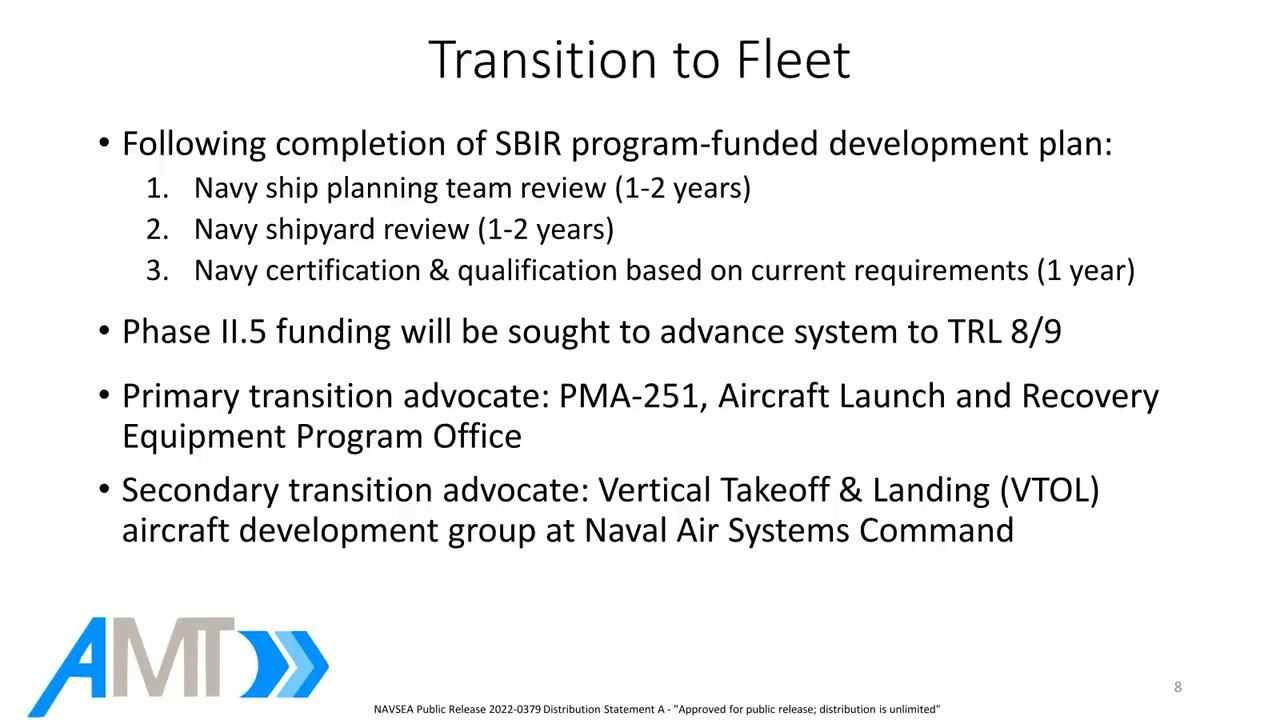 Transition to Fleet
• Following completion of SBIR program-funded development plan:
1. Navy ship planning team review (1-2 years)
2. Navy shipyard review (1-2 years)
3. Navy certification & qualification based on current requirements (1 year)
• Phase II.5 funding will be sought to advance system to TRL 8/9
• Primary transition advocate: PMA-251, Aircraft Launch and Recovery
Equipment Program Office
• Secondary transition advocate: Vertical Takeoff & Landing (VTOL)
aircraft development group at Naval Air Systems Command
AMT
8
NAVSEA Public Release 2022-0379 Distribution Statement A - "Approved for public release; distribution is unlimited"